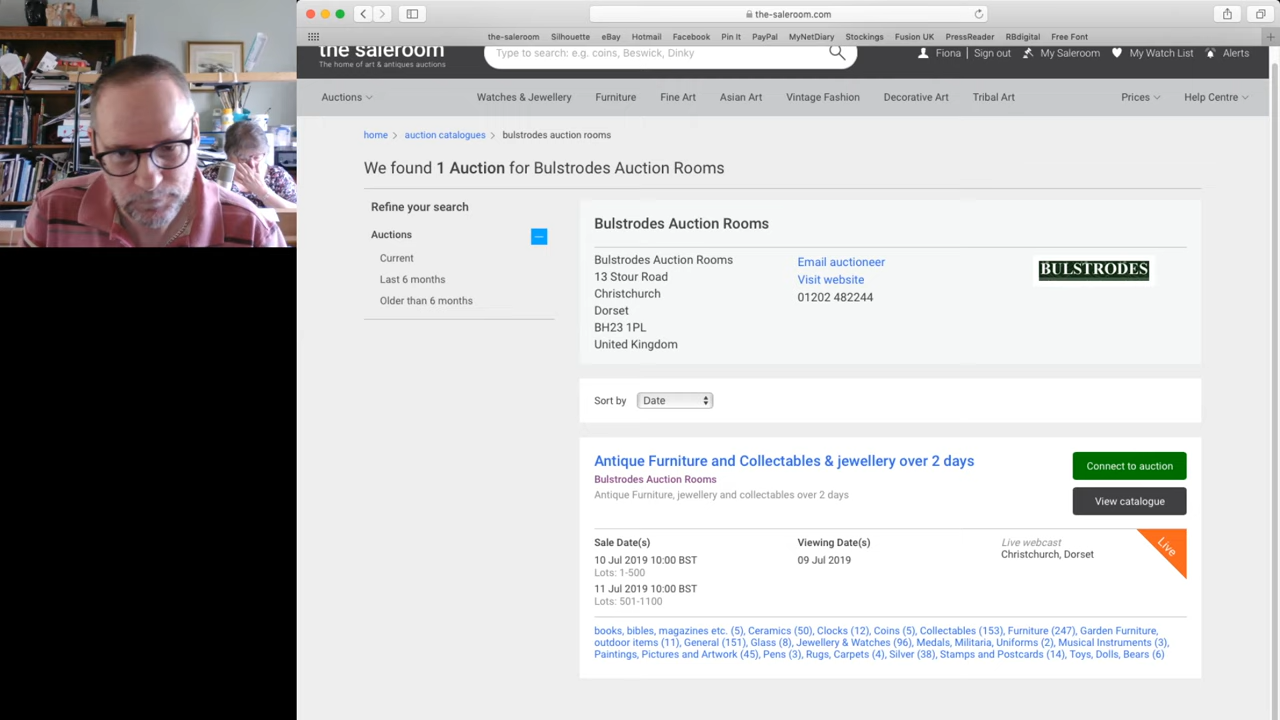 the-saleroom.com
the-saleroom Silhouette eBay Hotmail Facebook Pin It PayPal MyNetDiary Stockings Fusion UK PressReader RBdigital Free Font
the saleroom
The home of art & antiques auctions
Type to search: e.g. coins, Beswick, Dinky
Fiona | Sign out My Saleroom My Watch List Alerts
Auctions Watches & Jewellery Furniture Fine Art Asian Art Vintage Fashion Decorative Art Tribal Art Prices Help Centre
home > auction catalogues > bulstrodes auction rooms
We found 1 Auction for Bulstrodes Auction Rooms
Refine your search
Auctions
Current
Last 6 months
Older than 6 months
Bulstrodes Auction Rooms
Bulstrodes Auction Rooms
13 Stour Road
Christchurch
Dorset
BH23 1PL
United Kingdom
Email auctioneer
Visit website
01202 482244
BULSTRODES
Sort by Date
Antique Furniture and Collectables & jewellery over 2 days
Bulstrodes Auction Rooms
Antique Furniture, jewellery and collectables over 2 days
Connect to auction
View catalogue
Sale Date(s)
10 Jul 2019 10:00 BST
Lots: 1-500
11 Jul 2019 10:00 BST
Lots: 501-1100
Viewing Date(s)
09 Jul 2019
Live webcast
Christchurch, Dorset
Live
books, bibles, magazines etc. (5), Ceramics (50), Clocks (12), Coins (5), Collectables (153), Furniture (247), Garden Furniture,
outdoor items (11), General (151), Glass (8), Jewellery & Watches (96), Medals, Militaria, Uniforms (2), Musical Instruments (3),
Paintings, Pictures and Artwork (45), Pens (3), Rugs, Carpets (4), Silver (38), Stamps and Postcards (14), Toys, Dolls, Bears (6)